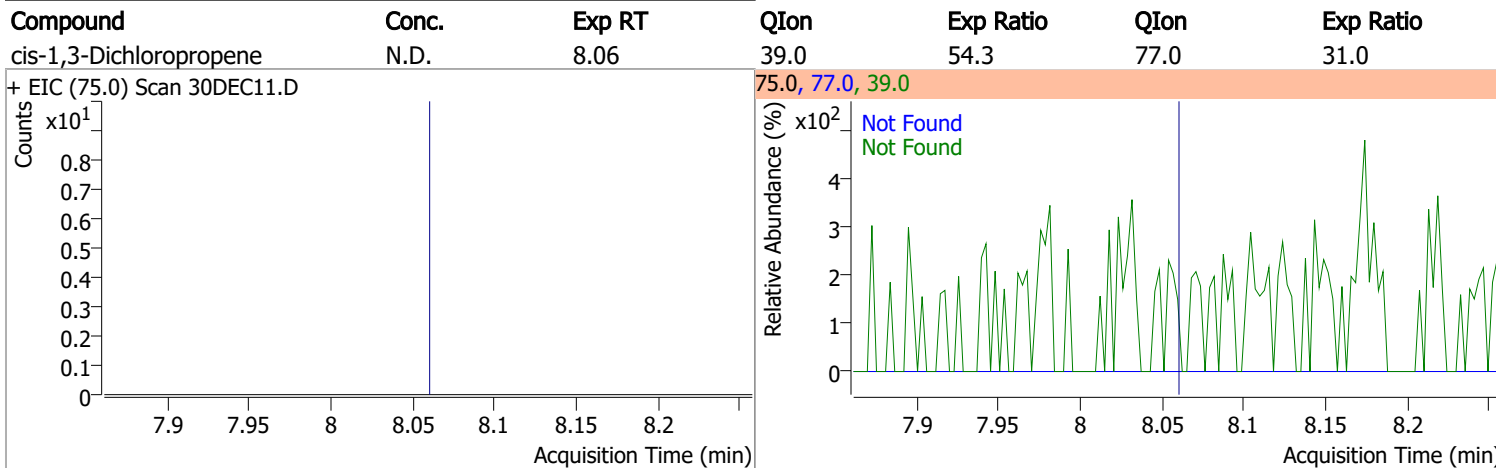 Compound Conc. Exp RT QIon Exp Ratio QIon Exp Ratio
cis-1,3-Dichloropropene N.D. 8.06 39.0 54.3 77.0 31.0
+ EIC (75.0) Scan 30DEC11.D
Counts
x10¹
0.8
0.7
0.6
0.5
0.4
0.3
0.2
0.1
0
7.9 7.95 8 8.05 8.1 8.15 8.2
Acquisition Time (min)
75.0, 77.0, 39.0
Relative Abundance (%)
x10²
Not Found
Not Found
4
3
2
1
0
7.9 7.95 8 8.05 8.1 8.15 8.2
Acquisition Time (min)